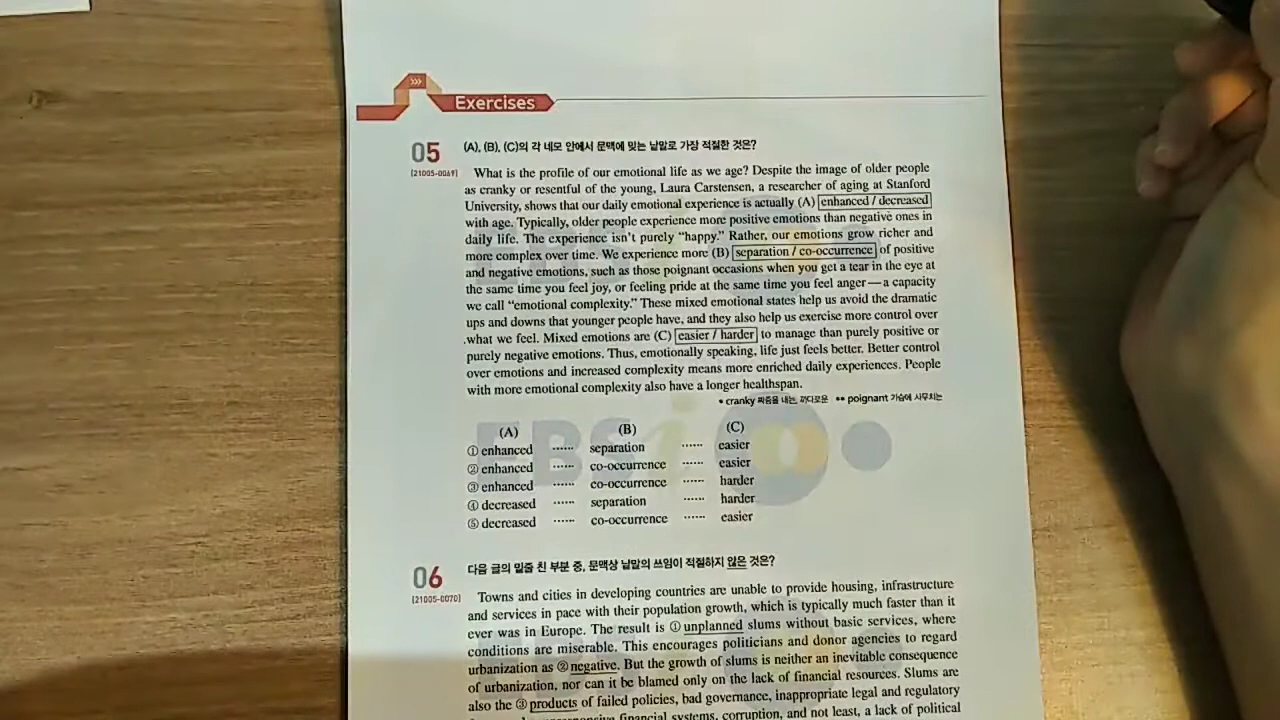 Exercises
05 (A), (B), (C)의 각 네모 안에서 문맥에 맞는 낱말로 가장 적절한 것은?
[21005-0069]
What is the profile of our emotional life as we age? Despite the image of older people
as cranky or resentful of the young, Laura Carstensen, a researcher of aging at Stanford
University, shows that our daily emotional experience is actually (A) enhanced / decreased
with age. Typically, older people experience more positive emotions than negative ones in
daily life. The experience isn't purely “happy.” Rather, our emotions grow richer and
more complex over time. We experience more (B) separation / co-occurrence of positive
and negative emotions, such as those poignant occasions when you get a tear in the eye at
the same time you feel joy, or feeling pride at the same time you feel anger—a capacity
we call “emotional complexity.” These mixed emotional states help us avoid the dramatic
ups and downs that younger people have, and they also help us exercise more control over
what we feel. Mixed emotions are (C) easier / harder to manage than purely positive or
purely negative emotions. Thus, emotionally speaking, life just feels better. Better control
over emotions and increased complexity means more enriched daily experiences. People
with more emotional complexity also have a longer healthspan.
* cranky 짜증을 내는, 까다로운 ** poignant 가슴에 사무치는
(A) (B) (C)
① enhanced …… separation …… easier
② enhanced …… co-occurrence …… easier
③ enhanced …… co-occurrence …… harder
④ decreased …… separation …… harder
⑤ decreased …… co-occurrence …… easier
EBSi
06 다음 글의 밑줄 친 부분 중, 문맥상 낱말의 쓰임이 적절하지 않은 것은?
[21005-0070]
Towns and cities in developing countries are unable to provide housing, infrastructure
and services in pace with their population growth, which is typically much faster than it
ever was in Europe. The result is ① unplanned slums without basic services, where
conditions are miserable. This encourages politicians and donor agencies to regard
urbanization as ② negative. But the growth of slums is neither an inevitable consequence
of urbanization, nor can it be blamed only on the lack of financial resources. Slums are
also the ③ products of failed policies, bad governance, inappropriate legal and regulatory
financial systems, corruption, and not least, a lack of political